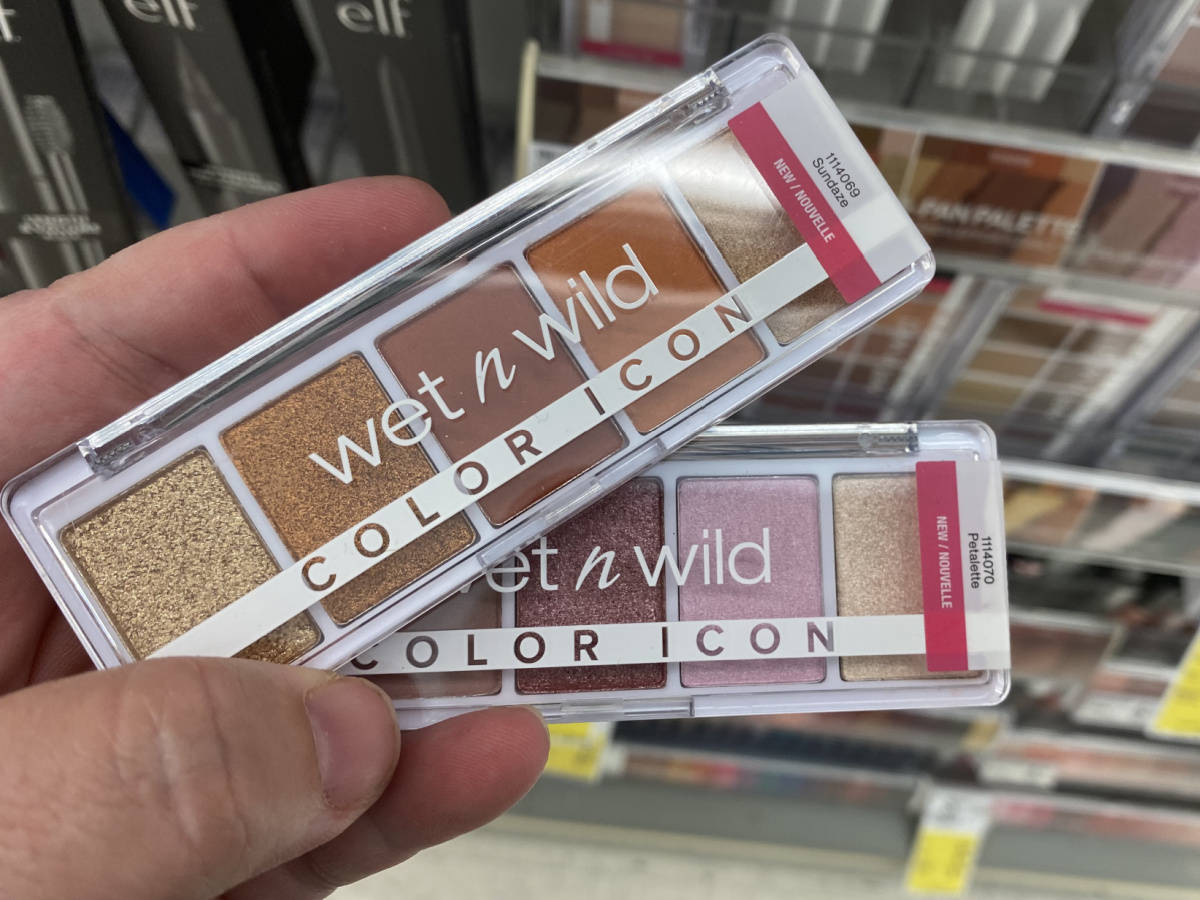 elf
elf
1114069
Sundaze
NEW / NOUVELLE
wet n wild
COLOR ICON
1114070
Petalette
NEW / NOUVELLE
et n wild
COLOR ICON
PAN PALETTE